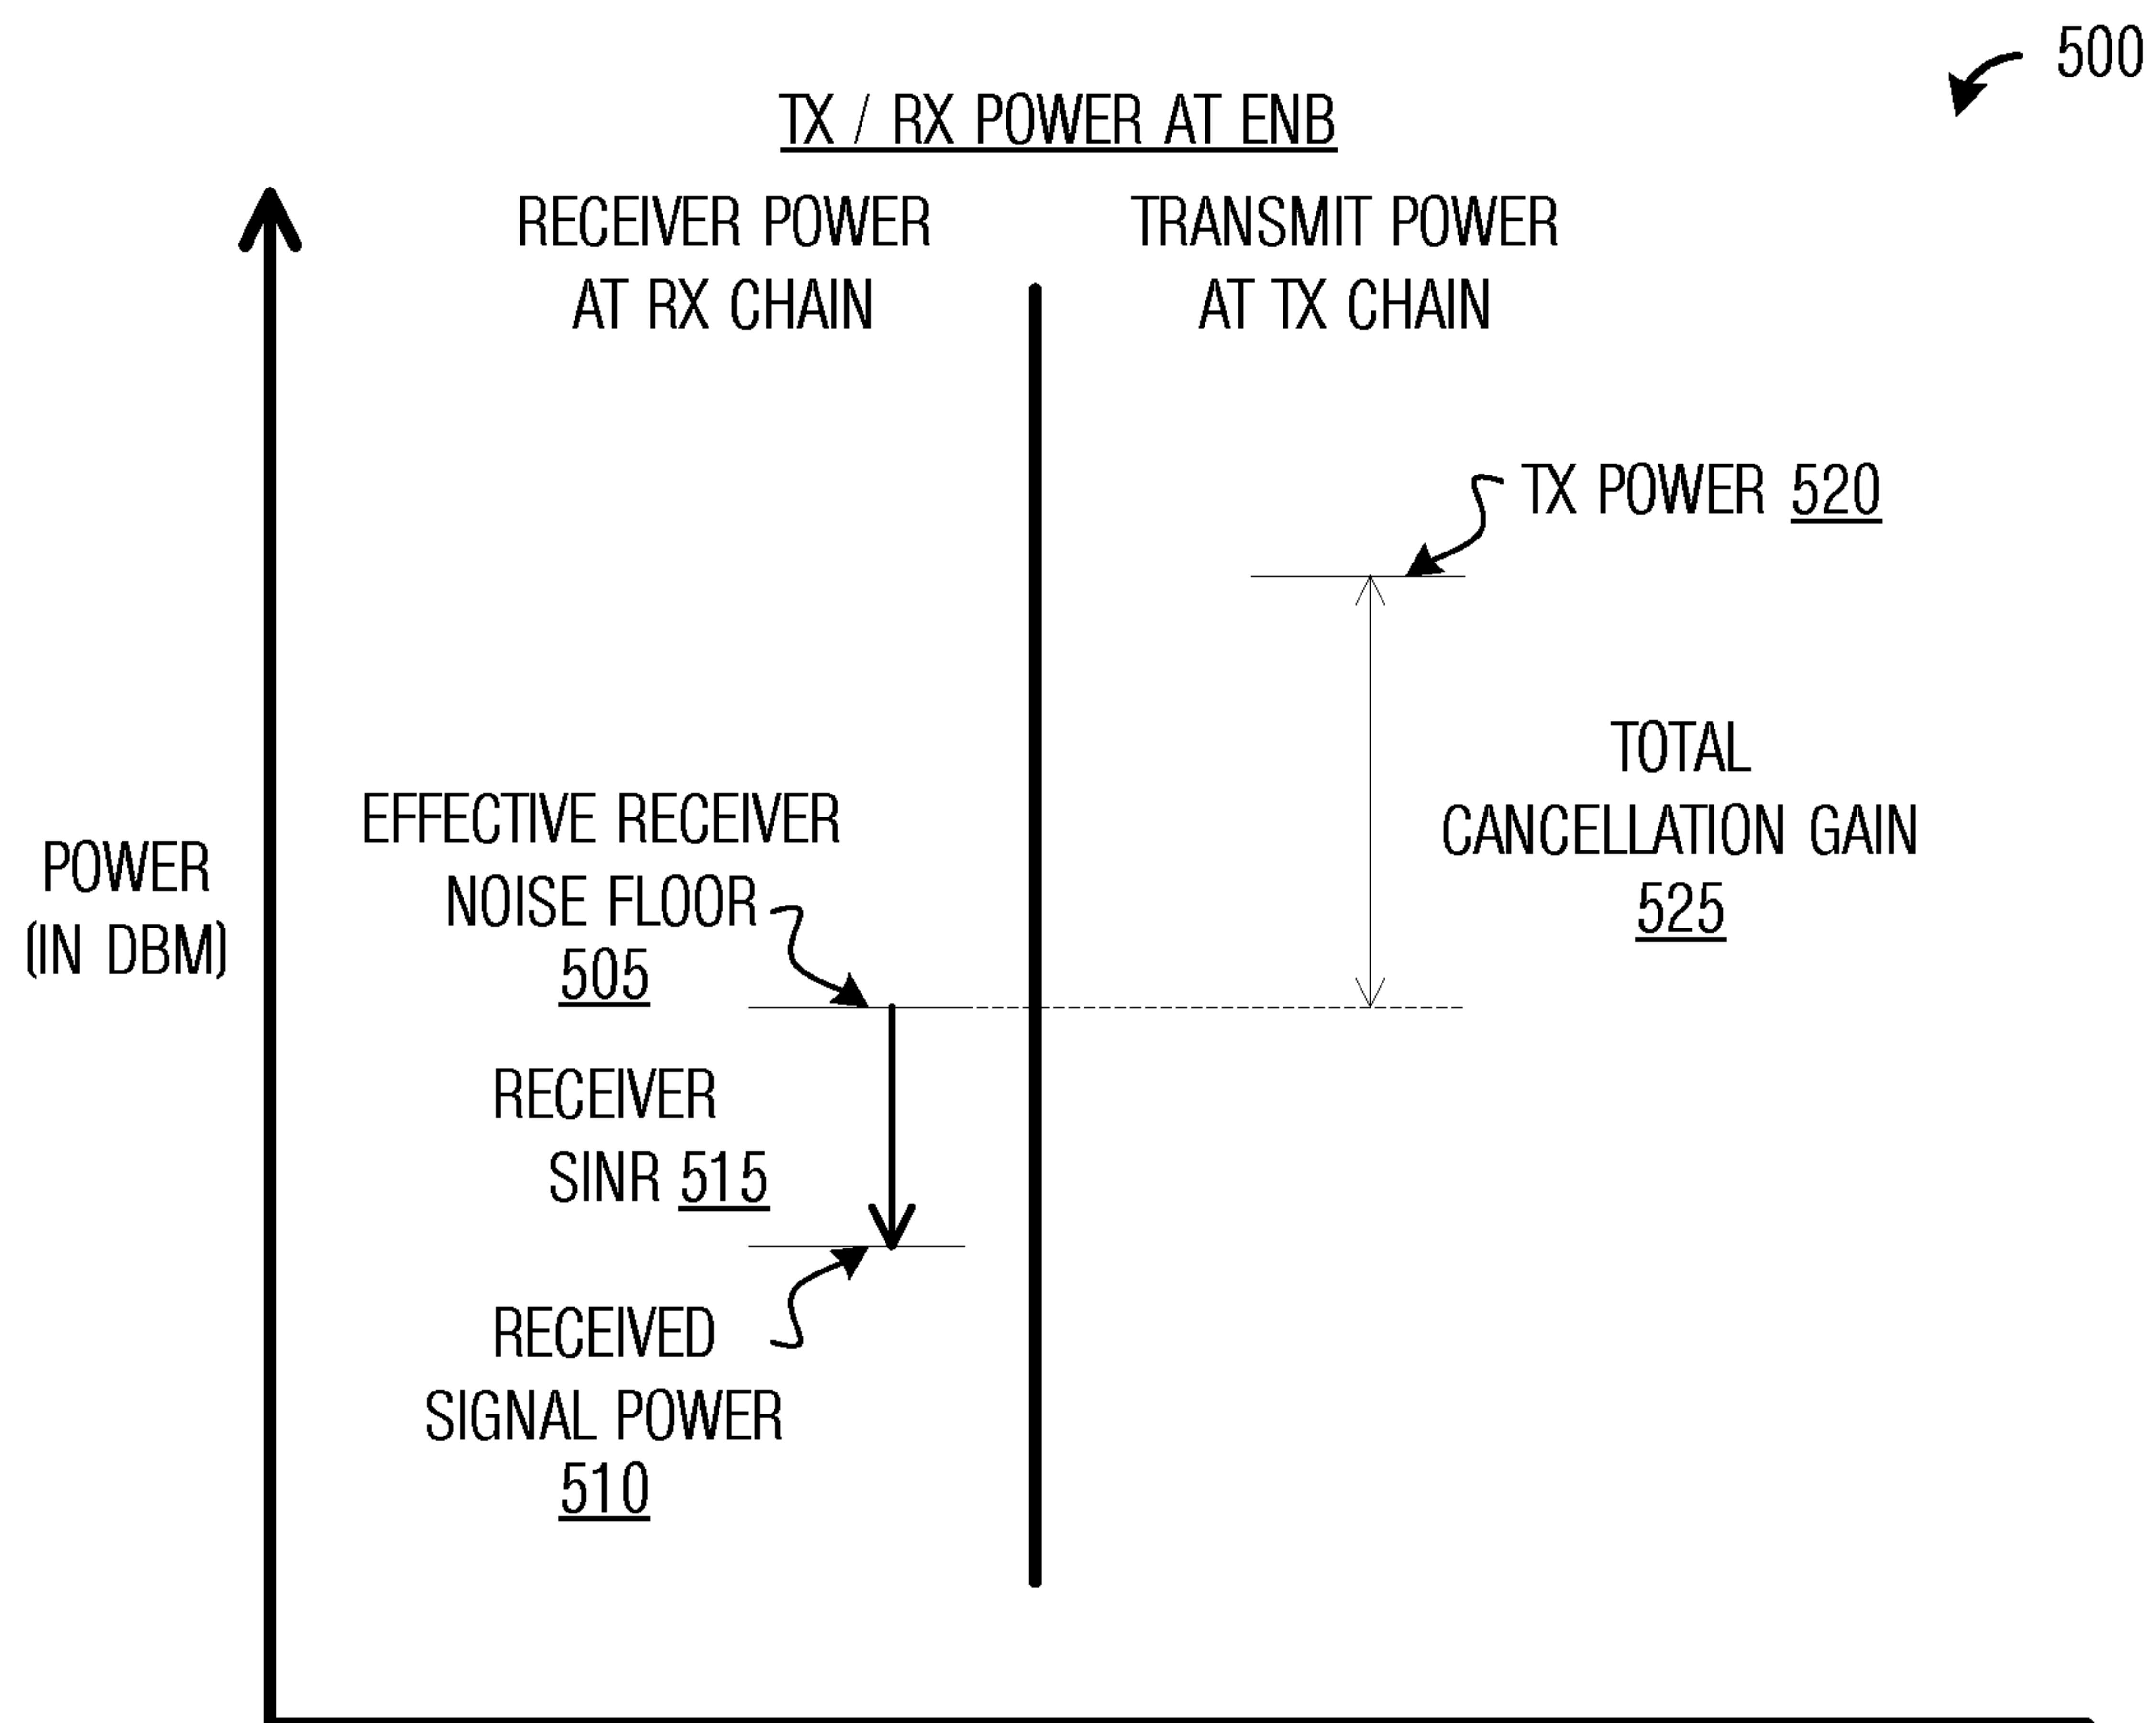 500
TX / RX POWER AT ENB
RECEIVER POWER
AT RX CHAIN
TRANSMIT POWER
AT TX CHAIN
TX POWER 520
TOTAL
CANCELLATION GAIN
525
POWER
(IN DBM)
EFFECTIVE RECEIVER
NOISE FLOOR
505
RECEIVER
SINR 515
RECEIVED
SIGNAL POWER
510